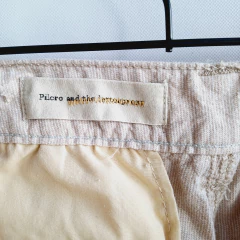 Pilcro and the letterpress